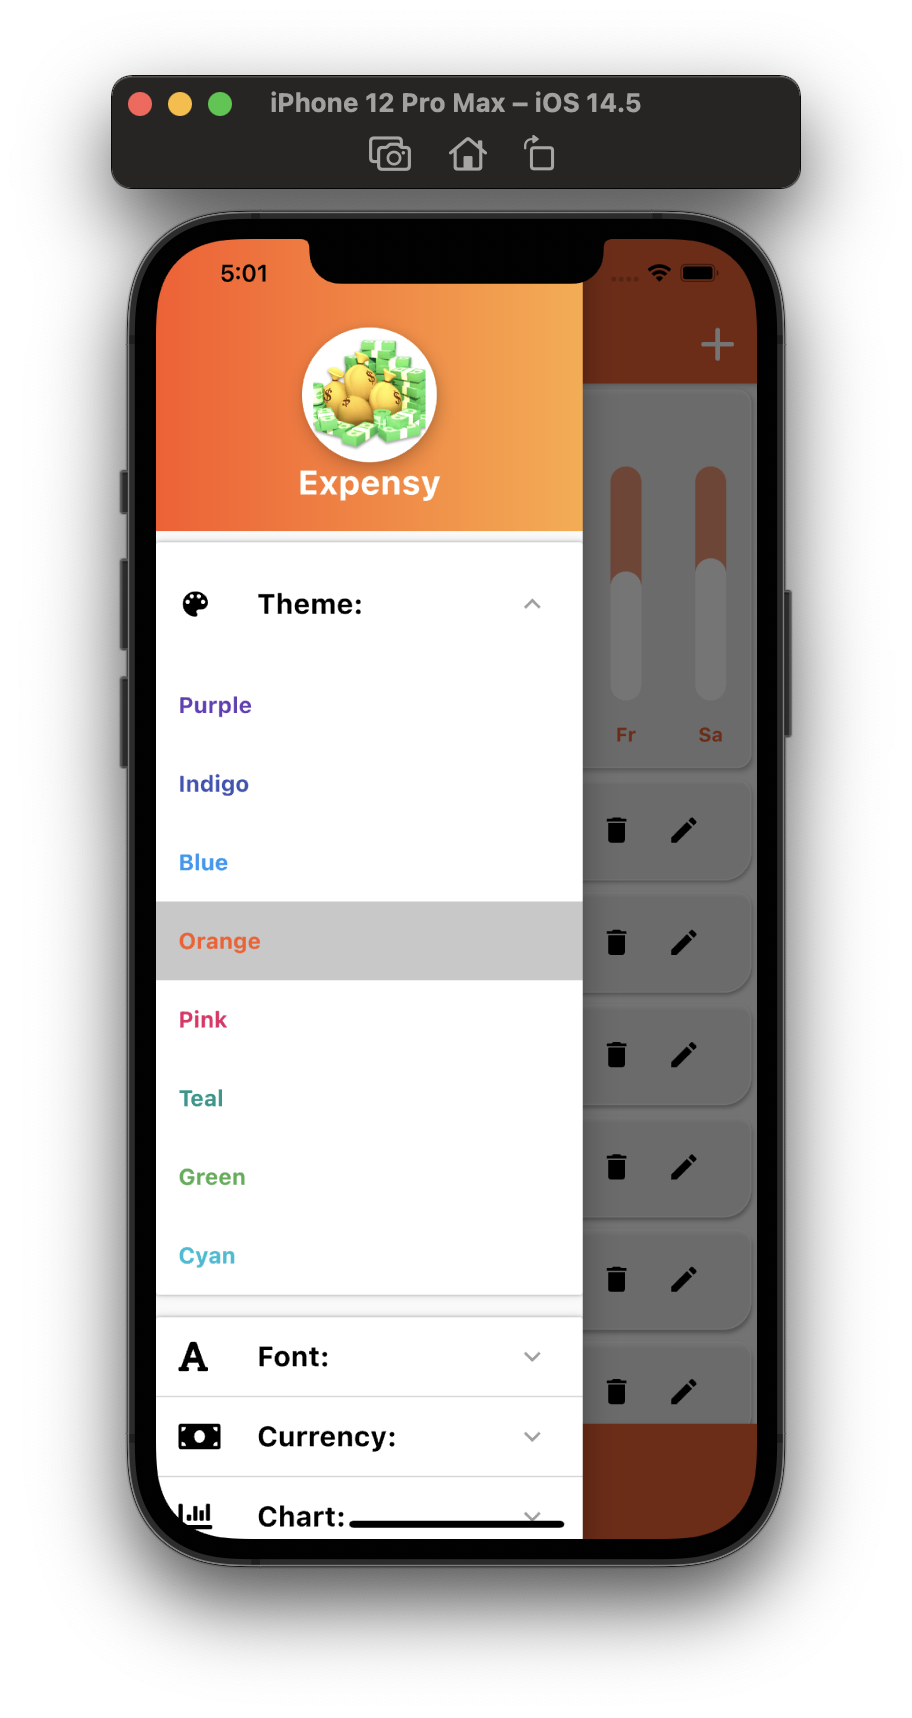 iPhone 12 Pro Max – iOS 14.5
5:01
Expensy
Theme:
Purple
Indigo
Blue
Orange
Pink
Teal
Green
Cyan
Font:
Currency:
Chart:
Fr
Sa